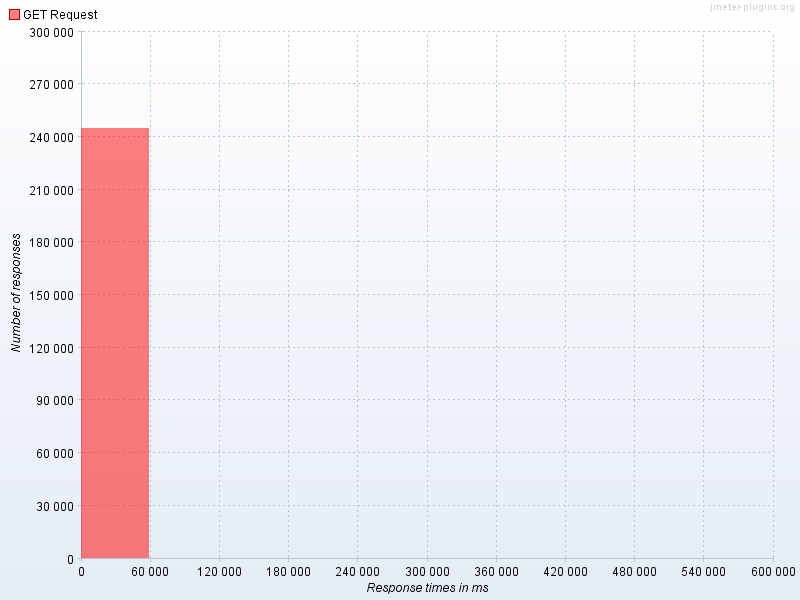 jmeter-plugins.org
GET Request
300 000
270 000
240 000
210 000
180 000
150 000
120 000
90 000
60 000
30 000
0
Number of responses
0 60 000 120 000 180 000 240 000 300 000 360 000 420 000 480 000 540 000 600 000
Response times in ms